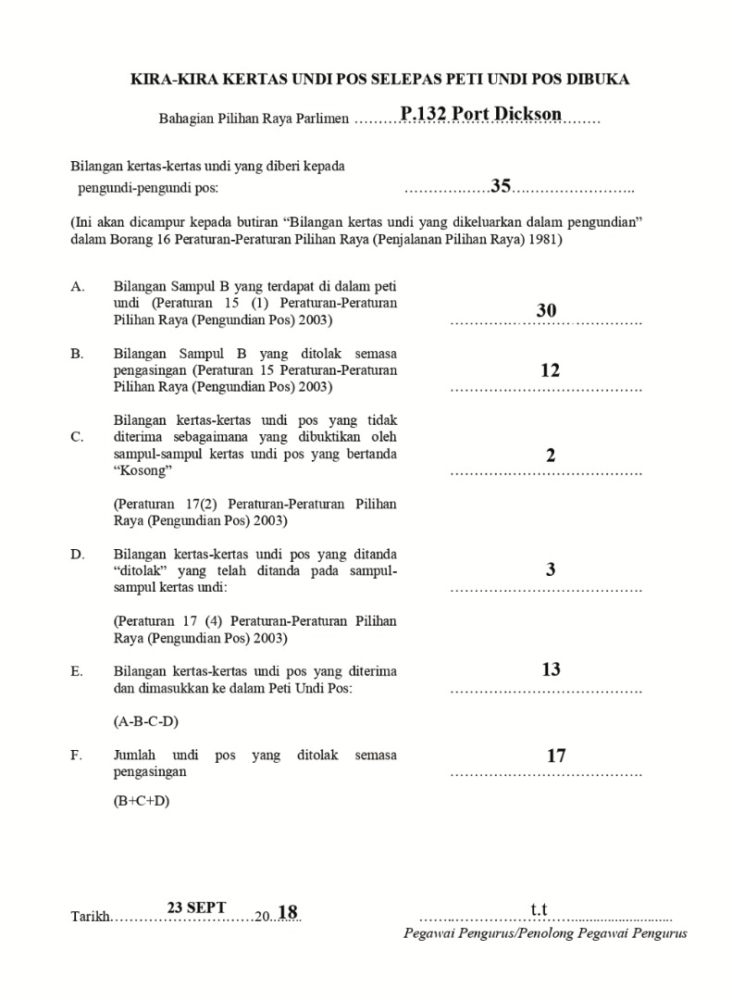 KIRA-KIRA KERTAS UNDI POS SELEPAS PETI UNDI POS DIBUKA
Bahagian Pilihan Raya Parlimen ……P.132 Port Dickson……
Bilangan kertas-kertas undi yang diberi kepada
pengundi-pengundi pos: ………………35……………………..
(Ini akan dicampur kepada butiran “Bilangan kertas undi yang dikeluarkan dalam pengundian”
dalam Borang 16 Peraturan-Peraturan Pilihan Raya (Penjalanan Pilihan Raya) 1981)
A. Bilangan Sampul B yang terdapat di dalam peti
undi (Peraturan 15 (1) Peraturan-Peraturan
Pilihan Raya (Pengundian Pos) 2003) 30
B. Bilangan Sampul B yang ditolak semasa
pengasingan (Peraturan 15 Peraturan-Peraturan
Pilihan Raya (Pengundian Pos) 2003) 12
Bilangan kertas-kertas undi pos yang tidak
C. diterima sebagaimana yang dibuktikan oleh
sampul-sampul kertas undi pos yang bertanda
“Kosong” 2
(Peraturan 17(2) Peraturan-Peraturan Pilihan
Raya (Pengundian Pos) 2003)
D. Bilangan kertas-kertas undi pos yang ditanda
“ditolak” yang telah ditanda pada sampul-
sampul kertas undi: 3
(Peraturan 17 (4) Peraturan-Peraturan Pilihan
Raya (Pengundian Pos) 2003)
E. Bilangan kertas-kertas undi pos yang diterima
dan dimasukkan ke dalam Peti Undi Pos: 13
(A-B-C-D)
F. Jumlah undi pos yang ditolak semasa
pengasingan 17
(B+C+D)
Tarikh……23 SEPT……20..18 t.t
Pegawai Pengurus/Penolong Pegawai Pengurus